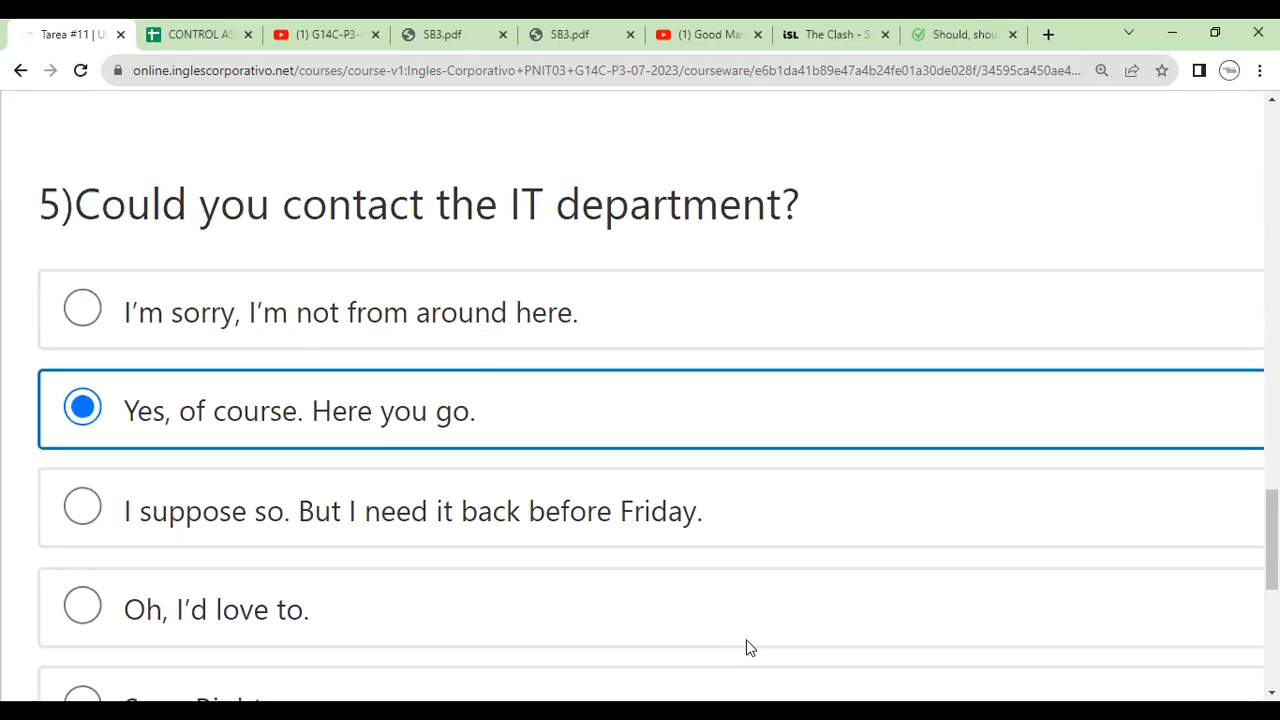 Tarea #11 | U
CONTROL AS
(1) G14C-P3-
SB3.pdf
SB3.pdf
(1) Good Ma
iSL
The Clash - S
Should, shou
online.inglescorporativo.net/courses/course-v1:Ingles-Corporativo+PNIT03+G14C-P3-07-2023/courseware/e6b1da41b89e47a4b24fe01a30de028f/34595ca450ae4...
5)Could you contact the IT department?
I'm sorry, I'm not from around here.
Yes, of course. Here you go.
I suppose so. But I need it back before Friday.
Oh, I'd love to.